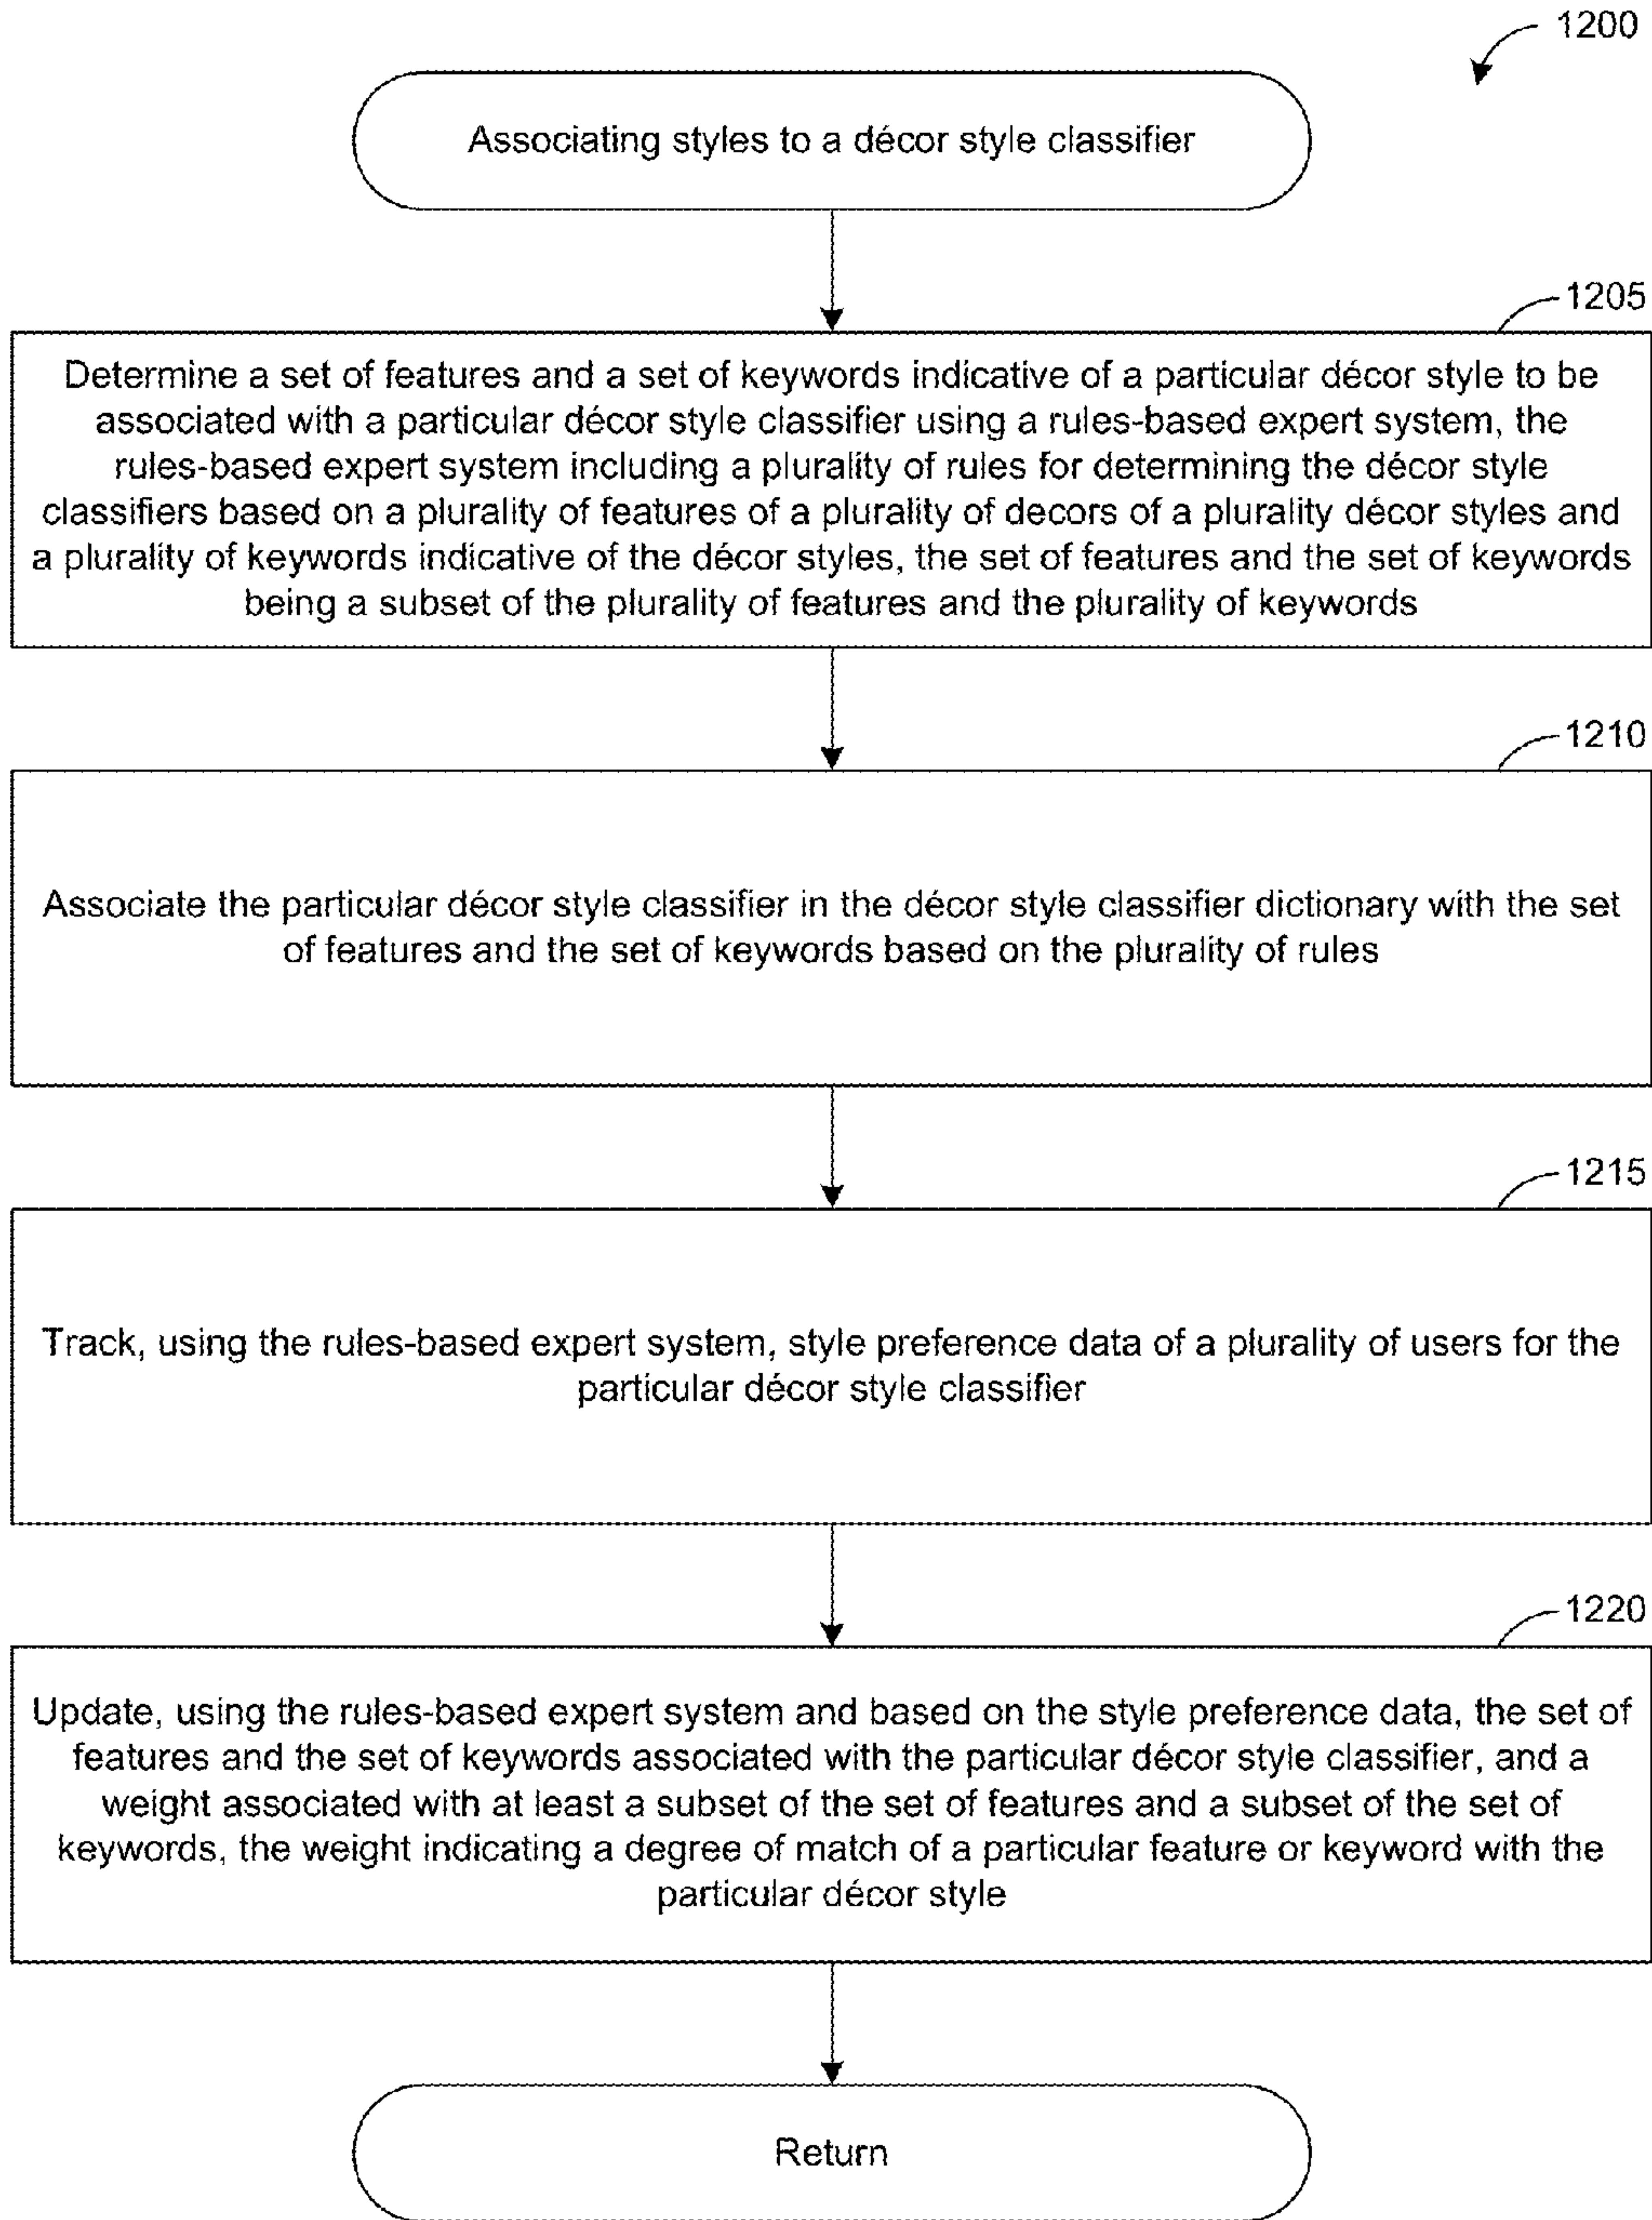 1200
Associating styles to a décor style classifier
1205
Determine a set of features and a set of keywords indicative of a particular décor style to be
associated with a particular décor style classifier using a rules-based expert system, the
rules-based expert system including a plurality of rules for determining the décor style
classifiers based on a plurality of features of a plurality of decors of a plurality décor styles and
a plurality of keywords indicative of the décor styles, the set of features and the set of keywords
being a subset of the plurality of features and the plurality of keywords
1210
Associate the particular décor style classifier in the décor style classifier dictionary with the set
of features and the set of keywords based on the plurality of rules
1215
Track, using the rules-based expert system, style preference data of a plurality of users for the
particular décor style classifier
1220
Update, using the rules-based expert system and based on the style preference data, the set of
features and the set of keywords associated with the particular décor style classifier, and a
weight associated with at least a subset of the set of features and a subset of the set of
keywords, the weight indicating a degree of match of a particular feature or keyword with the
particular décor style
Return